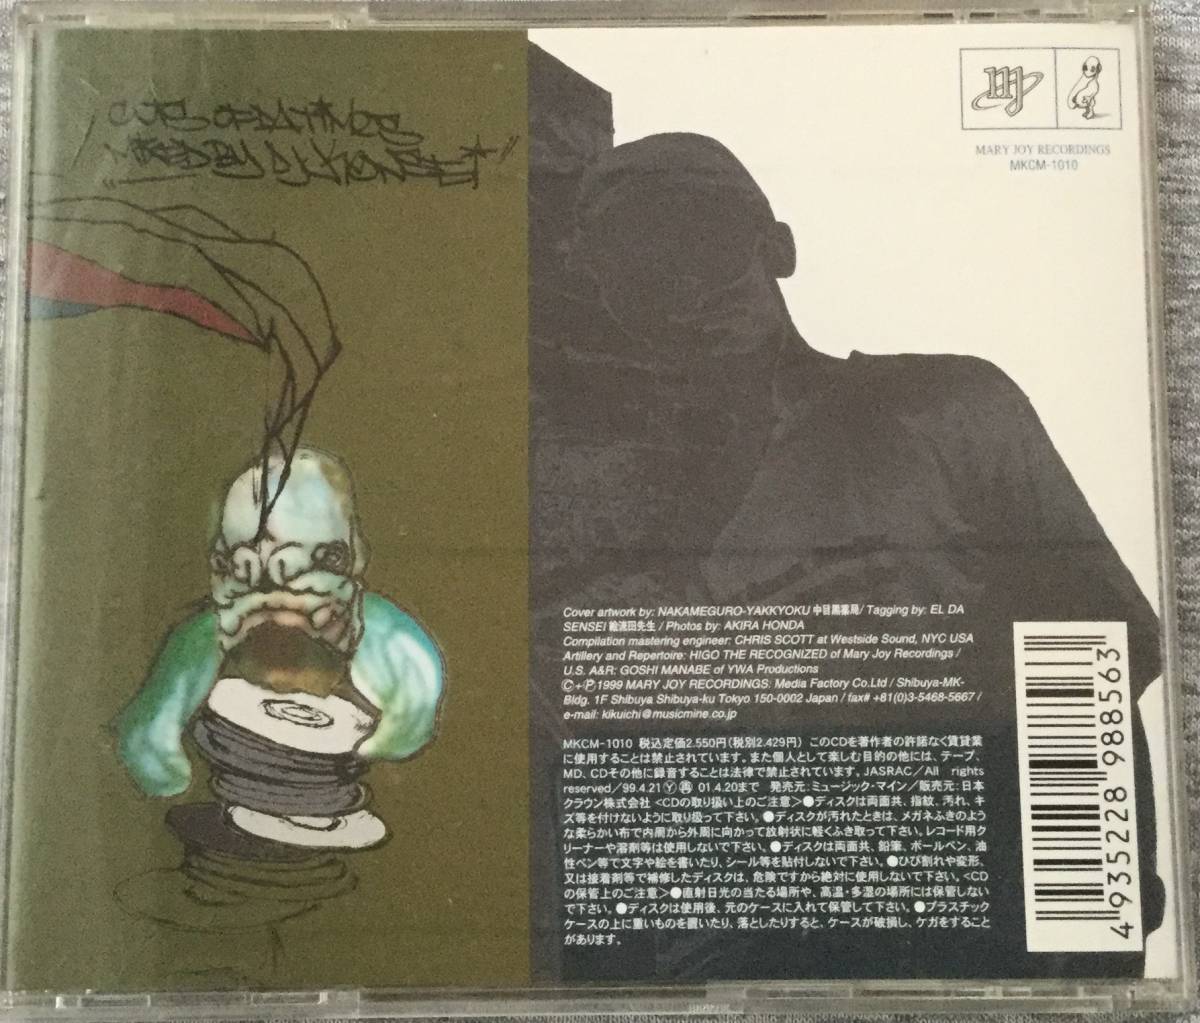 CUTS OF DA TIMES
MIXED BY DJ KENSEI
MARY JOY RECORDINGS
MKCM-1010
Cover artwork by: NAKAMEGURO-YAKKYOKU 中目黒薬局/ Tagging by: EL DA
SENSEI 絵流田先生 / Photos by: AKIRA HONDA
Compilation mastering engineer: CHRIS SCOTT at Westside Sound, NYC USA
Artillery and Repertoire: HIGO THE RECOGNIZED of Mary Joy Recordings /
U.S. A&R: GOSHI MANABE of YWA Productions
Ⓒ+Ⓟ1999 MARY JOY RECORDINGS: Media Factory Co.Ltd / Shibuya-MK-
Bldg. 1F Shibuya Shibuya-ku Tokyo 150-0002 Japan / fax# +81(0)3-5468-5667 /
e-mail: kikuichi@musicmine.co.jp
MKCM-1010 税込定価2.550円(税別2.429円) このCDを著作者の許諾なく賃貸業
に使用することは禁止されています。また個人として楽しむ目的の他には、テープ、
MD、CDその他に録音することは法律で禁止されています。JASRAC/All rights
reserved/99.4.21Ⓨ㊢ 01.4.20まで 発売元:ミュージック・マイン/販売元:日本
クラウン株式会社 <CDの取り扱い上のご注意>●ディスクは両面共、指紋、汚れ、キ
ズ等を付けないように取り扱って下さい。●ディスクが汚れたときは、メガネふきのよう
な柔らかい布で内周から外周に向かって放射状に軽くふき取って下さい。レコード用ク
リーナーや溶剤等は使用しないで下さい。●ディスクは両面共、鉛筆、ボールペン、油
性ペン等で文字や絵を書いたり、シール等を貼付しないで下さい。●ひび割れや変形、
又は接着剤等で補修したディスクは、危険ですから絶対に使用しないで下さい。<CD
の保管上のご注意>●直射日光の当たる場所や、高温・多湿の場所には保管しない
で下さい。●ディスクは使用後、元のケースに入れて保管して下さい。●プラスチック
ケースの上に重いものを置いたり、落としたりすると、ケースが破損し、ケガをすること
があります。
4935228988563